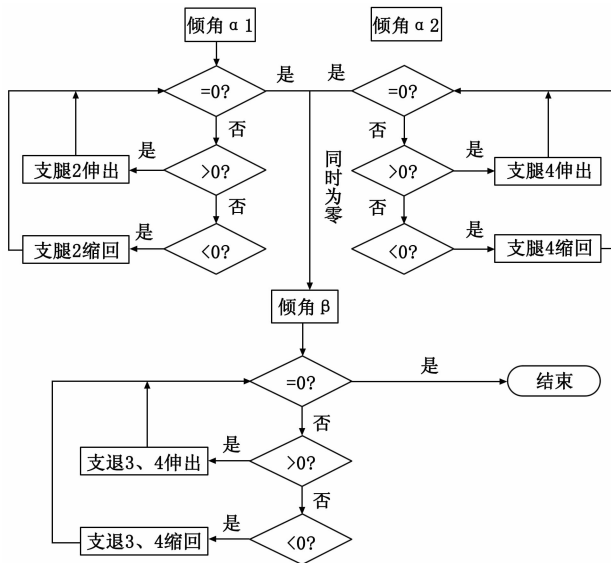 倾角α1
倾角α2
=0?
是
是
=0?
否
否
支腿2伸出
是
>0?
同时为零
>0?
是
支腿4伸出
否
否
支腿2缩回
是
<0?
<0?
是
支腿4缩回
倾角β
=0?
是
结束
否
支退3、4伸出
是
>0?
否
支退3、4缩回
是
<0?